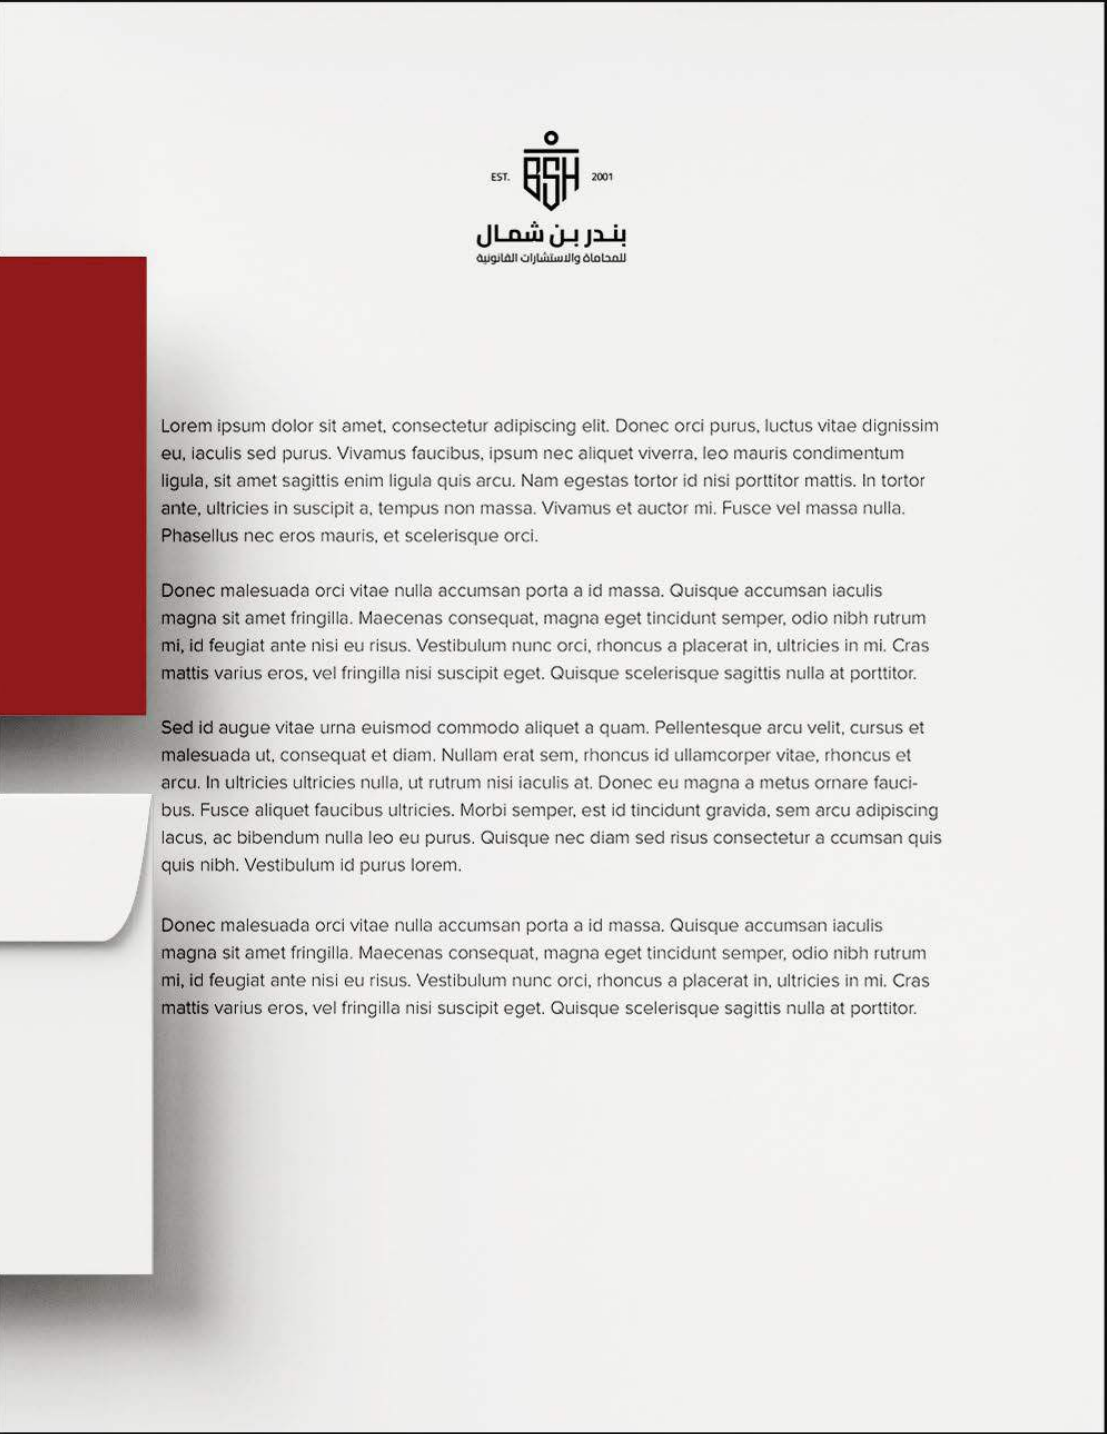 BSH
EST. 2001
بندر بن شمال
للمحاماة والاستشارات القانونية
Lorem ipsum dolor sit amet, consectetur adipiscing elit. Donec orci purus, luctus vitae dignissim
eu, iaculis sed purus. Vivamus faucibus, ipsum nec aliquet viverra, leo mauris condimentum
ligula, sit amet sagittis enim ligula quis arcu. Nam egestas tortor id nisi porttitor mattis. In tortor
ante, ultricies in suscipit a, tempus non massa. Vivamus et auctor mi. Fusce vel massa nulla.
Phasellus nec eros mauris, et scelerisque orci.
Donec malesuada orci vitae nulla accumsan porta a id massa. Quisque accumsan iaculis
magna sit amet fringilla. Maecenas consequat, magna eget tincidunt semper, odio nibh rutrum
mi, id feugiat ante nisi eu risus. Vestibulum nunc orci, rhoncus a placerat in, ultricies in mi. Cras
mattis varius eros, vel fringilla nisi suscipit eget. Quisque scelerisque sagittis nulla at porttitor.
Sed id augue vitae urna euismod commodo aliquet a quam. Pellentesque arcu velit, cursus et
malesuada ut, consequat et diam. Nullam erat sem, rhoncus id ullamcorper vitae, rhoncus et
arcu. In ultricies ultricies nulla, ut rutrum nisi iaculis at. Donec eu magna a metus ornare fauci-
bus. Fusce aliquet faucibus ultricies. Morbi semper, est id tincidunt gravida, sem arcu adipiscing
lacus, ac bibendum nulla leo eu purus. Quisque nec diam sed risus consectetur a ccumsan quis
quis nibh. Vestibulum id purus lorem.
Donec malesuada orci vitae nulla accumsan porta a id massa. Quisque accumsan iaculis
magna sit amet fringilla. Maecenas consequat, magna eget tincidunt semper, odio nibh rutrum
mi, id feugiat ante nisi eu risus. Vestibulum nunc orci, rhoncus a placerat in, ultricies in mi. Cras
mattis varius eros, vel fringilla nisi suscipit eget. Quisque scelerisque sagittis nulla at porttitor.